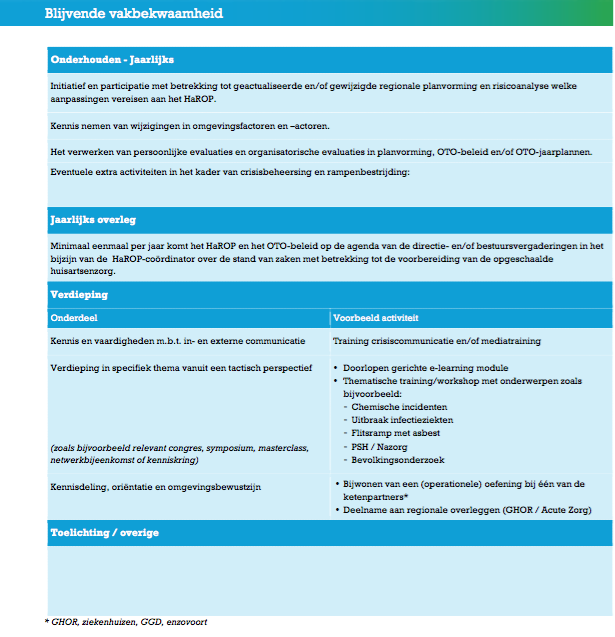 Blijvende vakbekwaamheid
Onderhouden - Jaarlijks
Initiatief en participatie met betrekking tot geactualiseerde en/of gewijzigde regionale planvorming en risicoanalyse welke
aanpassingen vereisen aan het HaROP.
Kennis nemen van wijzigingen in omgevingsfactoren en –actoren.
Het verwerken van persoonlijke evaluaties en organisatorische evaluaties in planvorming, OTO-beleid en/of OTO-jaarplannen.
Eventuele extra activiteiten in het kader van crisisbeheersing en rampenbestrijding:
Jaarlijks overleg
Minimaal eenmaal per jaar komt het HaROP en het OTO-beleid op de agenda van de directie- en/of bestuursvergaderingen in het
bijzijn van de HaROP-coördinator over de stand van zaken met betrekking tot de voorbereiding van de opgeschaalde
huisartsenzorg.
Verdieping
Onderdeel
Voorbeeld activiteit
Kennis en vaardigheden m.b.t. in- en externe communicatie
Training crisiscommunicatie en/of mediatraining
Verdieping in specifiek thema vanuit een tactisch perspectief
(zoals bijvoorbeeld relevant congres, symposium, masterclass,
netwerkbijeenkomst of kenniskring)
• Doorlopen gerichte e-learning module
• Thematische training/workshop met onderwerpen zoals
bijvoorbeeld:
- Chemische incidenten
- Uitbraak infectieziekten
- Flitsramp met asbest
- PSH / Nazorg
- Bevolkingsonderzoek
Kennisdeling, oriëntatie en omgevingsbewustzijn
• Bijwonen van een (operationele) oefening bij één van de
ketenpartners*
• Deelname aan regionale overleggen (GHOR / Acute Zorg)
Toelichting / overige
* GHOR, ziekenhuizen, GGD, enzovoort